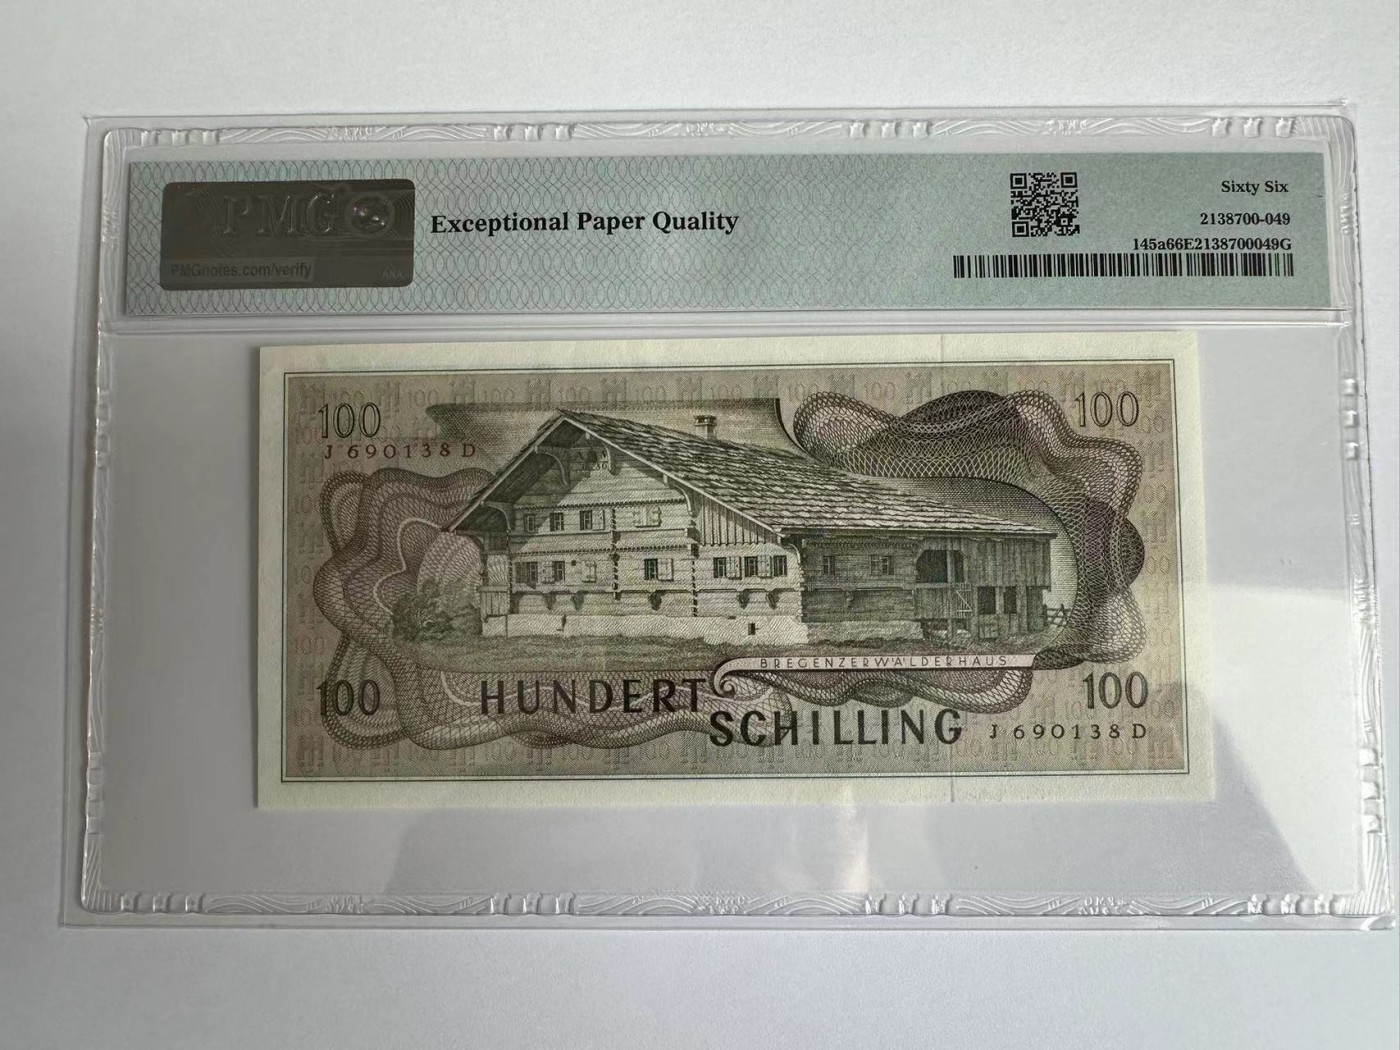 PMG
PMGnotes.com/verify
ANA
Exceptional Paper Quality
Sixty Six
2138700-049
145a66E2138700049G
100
100
J 690138 D
BREGENZERWÄLDERHAUS
100
HUNDERT
SCHILLING
100
J 690138 D